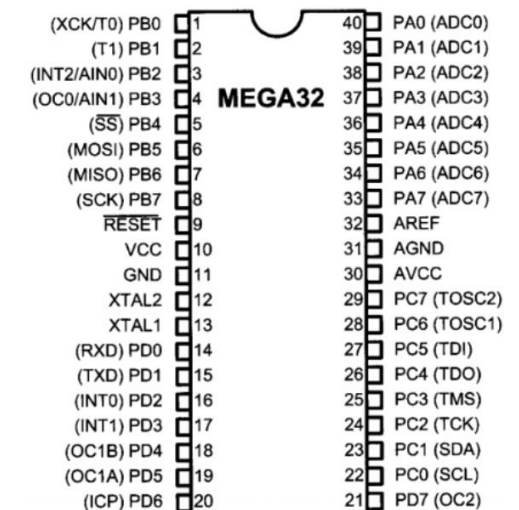 (XCK/T0) PB0 1 40 PA0 (ADC0)
(T1) PB1 2 39 PA1 (ADC1)
(INT2/AIN0) PB2 3 38 PA2 (ADC2)
(OC0/AIN1) PB3 4 MEGA32 37 PA3 (ADC3)
(SS) PB4 5 36 PA4 (ADC4)
(MOSI) PB5 6 35 PA5 (ADC5)
(MISO) PB6 7 34 PA6 (ADC6)
(SCK) PB7 8 33 PA7 (ADC7)
RESET 9 32 AREF
VCC 10 31 AGND
GND 11 30 AVCC
XTAL2 12 29 PC7 (TOSC2)
XTAL1 13 28 PC6 (TOSC1)
(RXD) PD0 14 27 PC5 (TDI)
(TXD) PD1 15 26 PC4 (TDO)
(INT0) PD2 16 25 PC3 (TMS)
(INT1) PD3 17 24 PC2 (TCK)
(OC1B) PD4 18 23 PC1 (SDA)
(OC1A) PD5 19 22 PC0 (SCL)
(ICP) PD6 20 21 PD7 (OC2)